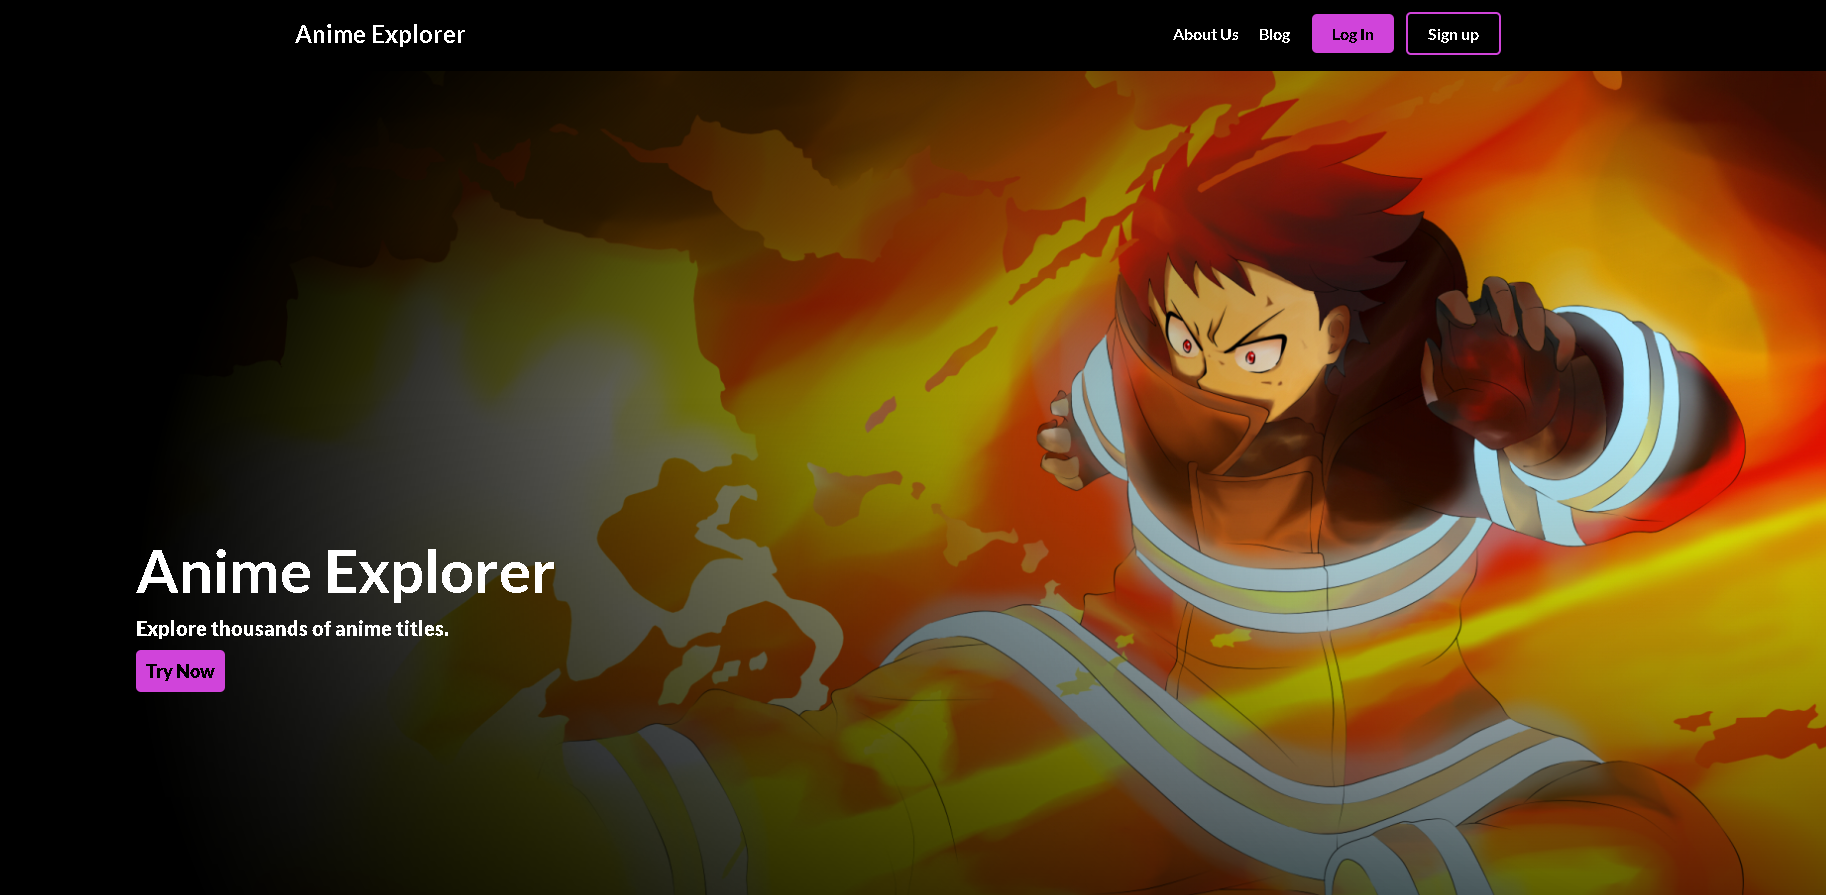 Anime Explorer
About Us
Blog
Log In
Sign up
Anime Explorer
Explore thousands of anime titles.
Try Now